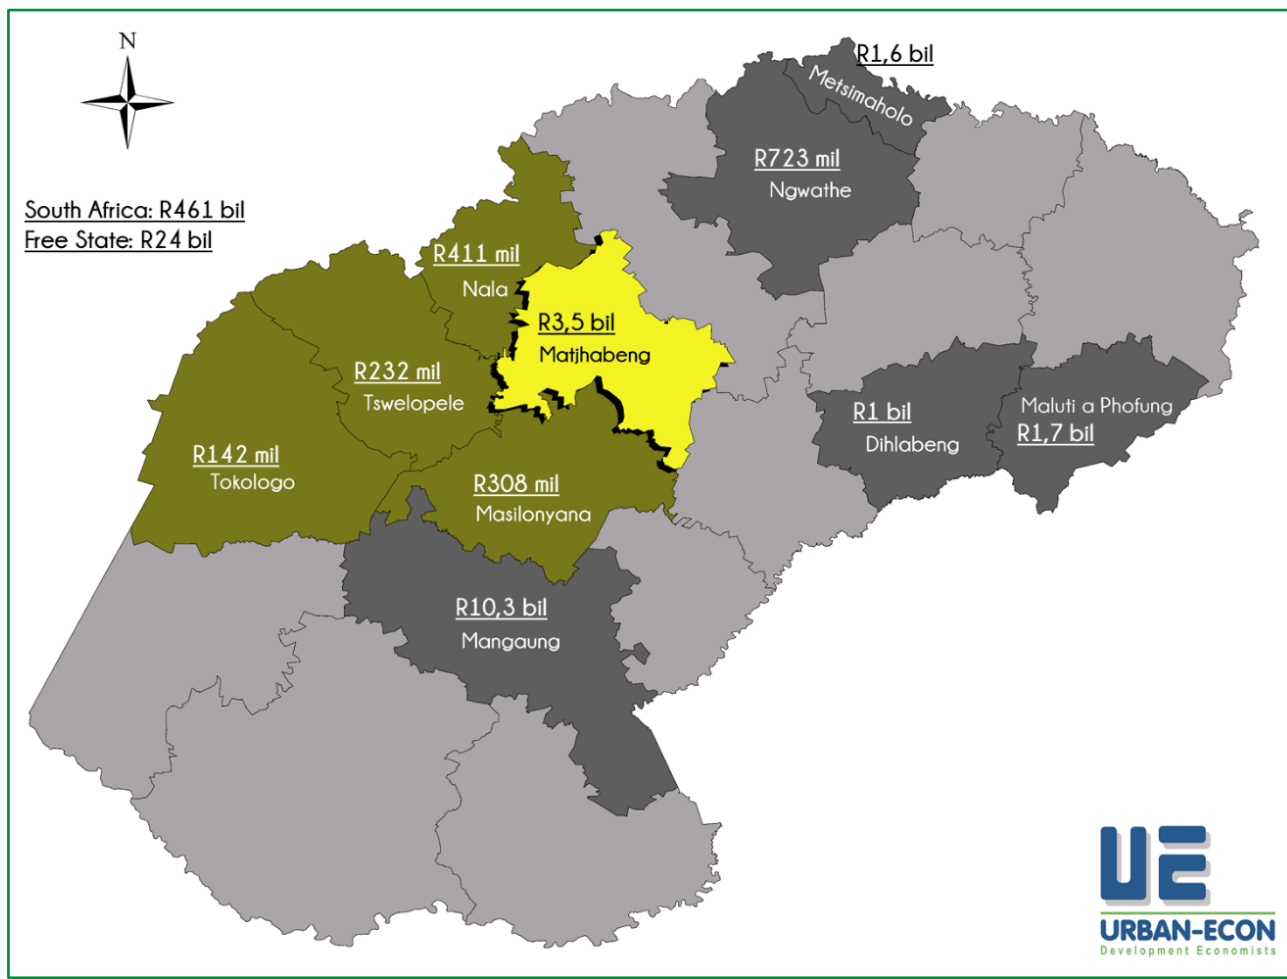 N
R1,6 bil
Metsimaholo
R723 mil
Ngwathe
South Africa: R461 bil
Free State: R24 bil
R411 mil
Nala
R3,5 bil
Matjhabeng
R232 mil
Tswelopele
R1 bil
Dihlabeng
Maluti a Phofung
R1,7 bil
R142 mil
Tokologo
R308 mil
Masilonyana
R10,3 bil
Mangaung
UE
URBAN-ECON
Development Economists